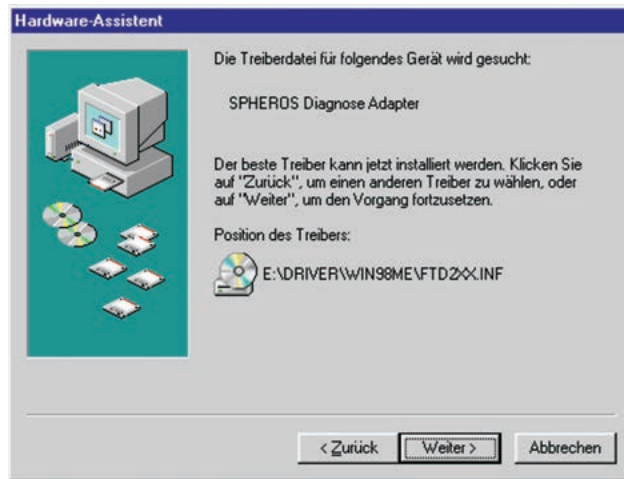 Hardware-Assistent
Die Treiberdatei für folgendes Gerät wird gesucht:
SPHEROS Diagnose Adapter
Der beste Treiber kann jetzt installiert werden. Klicken Sie
auf "Zurück", um einen anderen Treiber zu wählen, oder
auf "Weiter", um den Vorgang fortzusetzen.
Position des Treibers:
E:\DRIVER\WIN98ME\FTD2XX.INF
< Zurück
Weiter >
Abbrechen